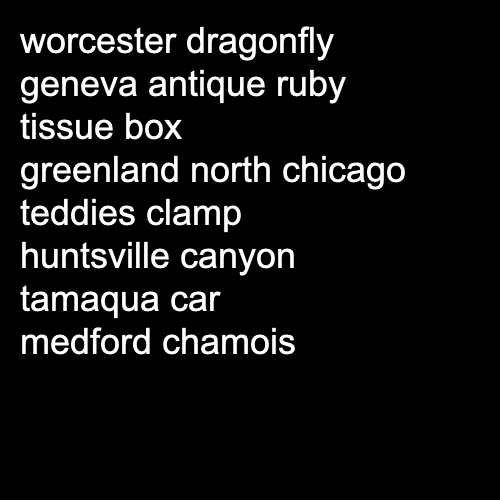 worcester dragonfly
geneva antique ruby
tissue box
greenland north chicago
teddies clamp
huntsville canyon
tamaqua car
medford chamois